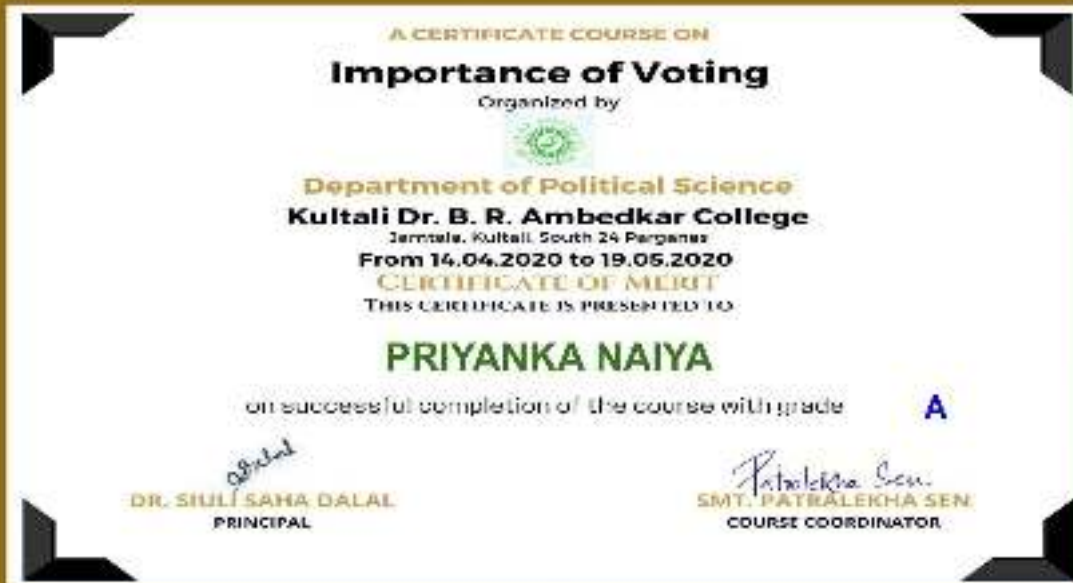 A CERTIFICATE COURSE ON
Importance of Voting
Organized by
Department of Political Science
Kultali Dr. B. R. Ambedkar College
Jamtala, Kultali, South 24 Parganas
From 14.04.2020 to 19.05.2020
CERTIFICATE OF MERIT
THIS CERTIFICATE IS PRESENTED TO
PRIYANKA NAIYA
on successful completion of the course with grade A
Patralekha Sen.
DR. SIULI SAHA DALAL
SMT. PATRALEKHA SEN
PRINCIPAL
COURSE COORDINATOR